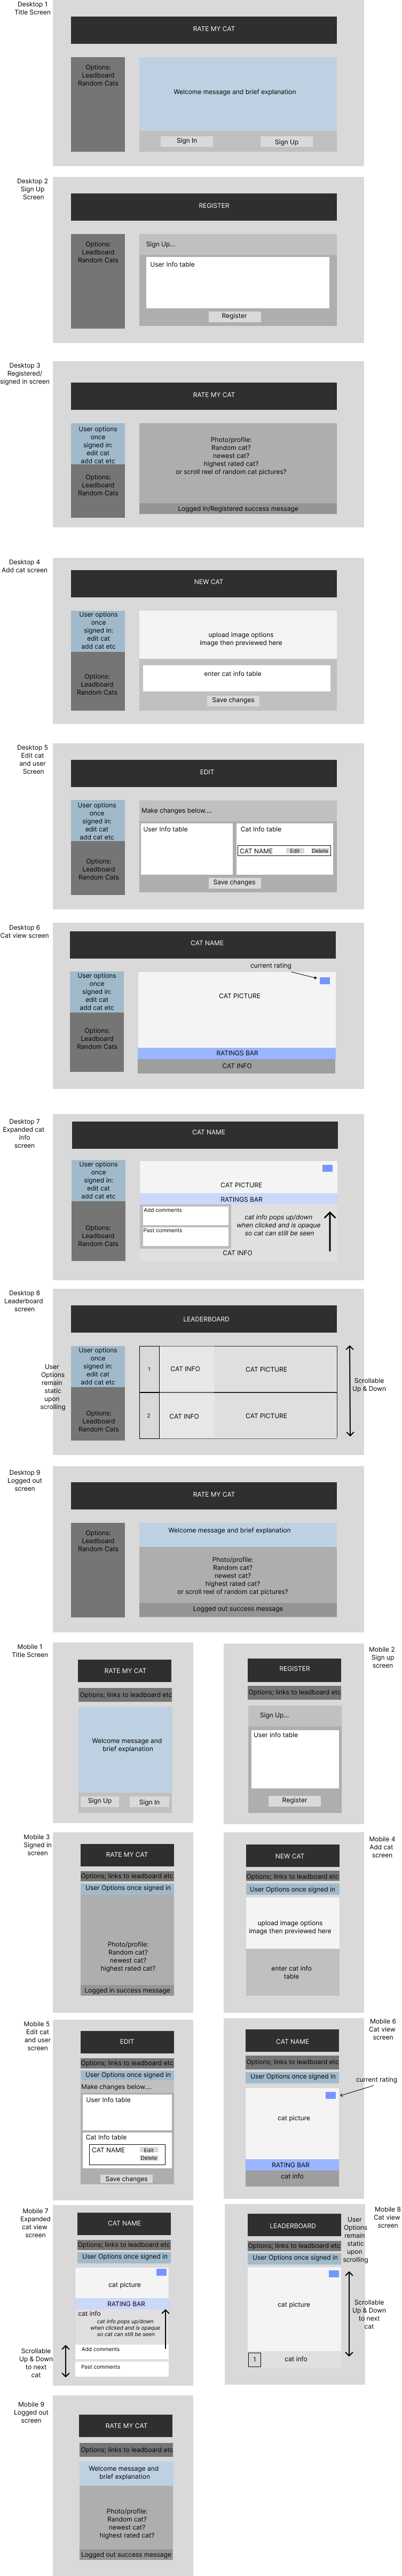 Desktop 1
Title Screen
RATE MY CAT
Options:
Leadboard
Random Cats
Welcome message and brief explanation
Sign In
Sign Up
Desktop 2
Sign Up
Screen
REGISTER
Options:
Leadboard
Random Cats
Sign Up...
User Info table
Register
Desktop 3
Registered/
signed in screen
RATE MY CAT
User options
once
signed in:
edit cat
add cat etc
Options:
Leadboard
Random Cats
Photo/profile:
Random cat?
newest cat?
highest rated cat?
or scroll reel of random cat pictures?
Logged in/Registered success message
Desktop 4
Add cat screen
NEW CAT
User options
once
signed in:
edit cat
add cat etc
Options:
Leadboard
Random Cats
upload image options
image then previewed here
enter cat info table
Save changes
Desktop 5
Edit cat
and user
Screen
EDIT
User options
once
signed in:
edit cat
add cat etc
Options:
Leadboard
Random Cats
Make changes below....
User Info table
Cat Info table
CAT NAME
Edit
Delete
Save changes
Desktop 6
Cat view screen
CAT NAME
current rating
User options
once
signed in:
edit cat
add cat etc
Options:
Leadboard
Random Cats
CAT PICTURE
RATINGS BAR
CAT INFO
Desktop 7
Expanded cat
info
screen
CAT NAME
User options
once
signed in:
edit cat
add cat etc
Options:
Leadboard
Random Cats
CAT PICTURE
RATINGS BAR
Add comments
Past comments
cat info pops up/down
when clicked and is opaque
so cat can still be seen
CAT INFO
Desktop 8
Leaderboard
screen
LEADERBOARD
User options
once
signed in:
edit cat
add cat etc
Options:
Leadboard
Random Cats
User
Options
remain
static
upon
scrolling
1
CAT INFO
CAT PICTURE
2
CAT INFO
CAT PICTURE
Scrollable
Up & Down
Desktop 9
Logged out
screen
RATE MY CAT
Options:
Leadboard
Random Cats
Welcome message and brief explanation
Photo/profile:
Random cat?
newest cat?
highest rated cat?
or scroll reel of random cat pictures?
Logged out success message
Mobile 1
Title Screen
RATE MY CAT
Options; links to leadboard etc
Welcome message and
brief explanation
Sign Up
Sign In
Mobile 2
Sign up
screen
REGISTER
Options; links to leadboard etc
Sign Up...
User info table
Register
Mobile 3
Signed in
screen
RATE MY CAT
Options; links to leadboard etc
User Options once signed in
Photo/profile:
Random cat?
newest cat?
highest rated cat?
Logged in success message
Mobile 4
Add cat
screen
NEW CAT
Options; links to leadboard etc
User Options once signed in
upload image options
image then previewed here
enter cat info
table
Mobile 5
Edit cat
and user
screen
EDIT
Options; links to leadboard etc
User Options once signed in
Make changes below....
User Info table
Cat Info table
CAT NAME
Edit
Delete
Save changes
Mobile 6
Cat view
screen
CAT NAME
Options; links to leadboard etc
User Options once signed in
current rating
cat picture
RATING BAR
cat info
Mobile 7
Expanded
cat view
screen
CAT NAME
Options; links to leadboard etc
User Options once signed in
cat picture
RATING BAR
cat info
cat info pops up/down
when clicked and is opaque
so cat can still be seen
Add comments
Past comments
Scrollable
Up & Down
to next
cat
Mobile 8
Cat view
screen
LEADERBOARD
Options; links to leadboard etc
User Options once signed in
User
Options
remain
static
upon
scrolling
cat picture
Scrollable
Up & Down
to next
cat
1
cat info
Mobile 9
Logged out
screen
RATE MY CAT
Options; links to leadboard etc
Welcome message and
brief explanation
Photo/profile:
Random cat?
newest cat?
highest rated cat?
Logged out success message